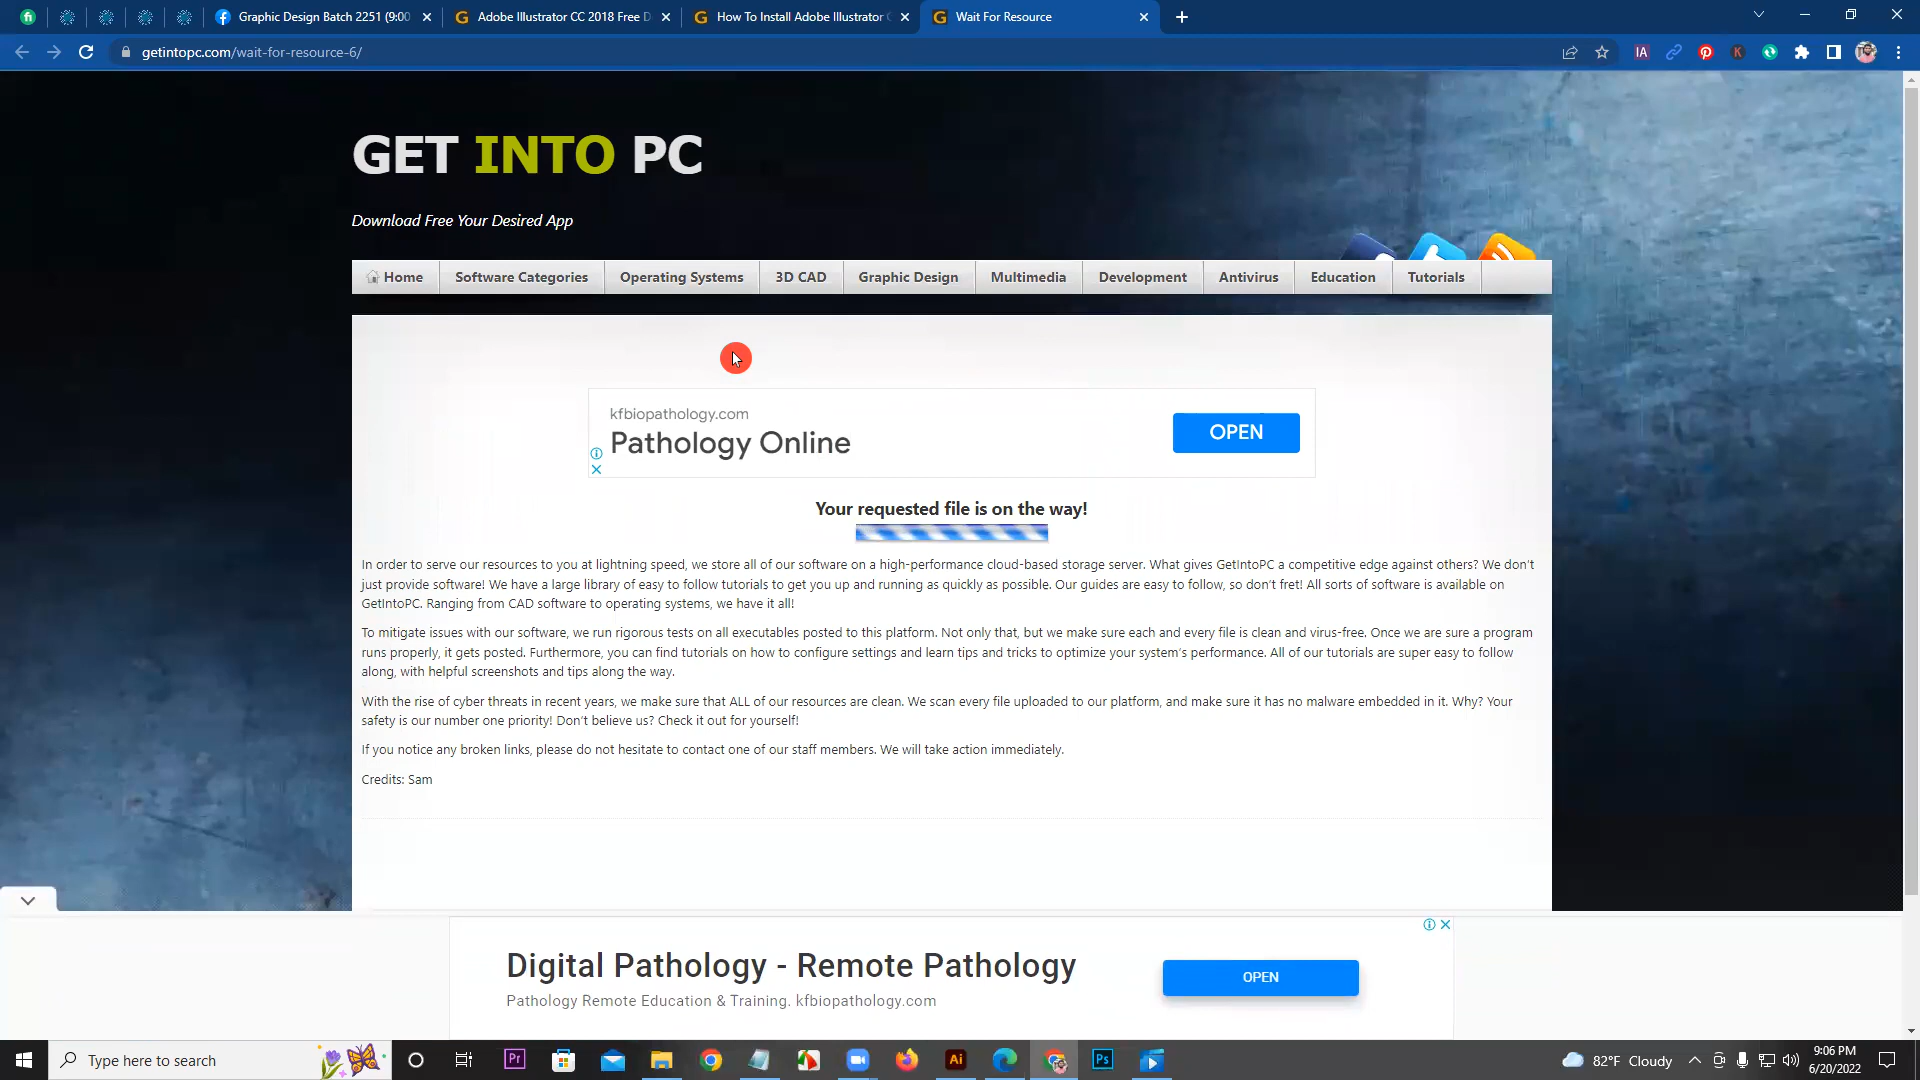 Graphic Design Batch 2251 (9:00
Adobe Illustrator CC 2018 Free D
How To Install Adobe Illustrator
Wait For Resource
getintopc.com/wait-for-resource-6/
IA
K
GET INTO PC
Download Free Your Desired App
Home
Software Categories
Operating Systems
3D CAD
Graphic Design
Multimedia
Development
Antivirus
Education
Tutorials
kfbiopathology.com
Pathology Online
OPEN
Your requested file is on the way!
In order to serve our resources to you at lightning speed, we store all of our software on a high-performance cloud-based storage server. What gives GetIntoPC a competitive edge against others? We don't
just provide software! We have a large library of easy to follow tutorials to get you up and running as quickly as possible. Our guides are easy to follow, so don't fret! All sorts of software is available on
GetIntoPC. Ranging from CAD software to operating systems, we have it all!
To mitigate issues with our software, we run rigorous tests on all executables posted to this platform. Not only that, but we make sure each and every file is clean and virus-free. Once we are sure a program
runs properly, it gets posted. Furthermore, you can find tutorials on how to configure settings and learn tips and tricks to optimize your system's performance. All of our tutorials are super easy to follow
along, with helpful screenshots and tips along the way.
With the rise of cyber threats in recent years, we make sure that ALL of our resources are clean. We scan every file uploaded to our platform, and make sure it has no malware embedded in it. Why? Your
safety is our number one priority! Don't believe us? Check it out for yourself!
If you notice any broken links, please do not hesitate to contact one of our staff members. We will take action immediately.
Credits: Sam
Digital Pathology - Remote Pathology
Pathology Remote Education & Training. kfbiopathology.com
OPEN
Type here to search
Pr
Ai
Ps
82°F Cloudy
9:06 PM
6/20/2022